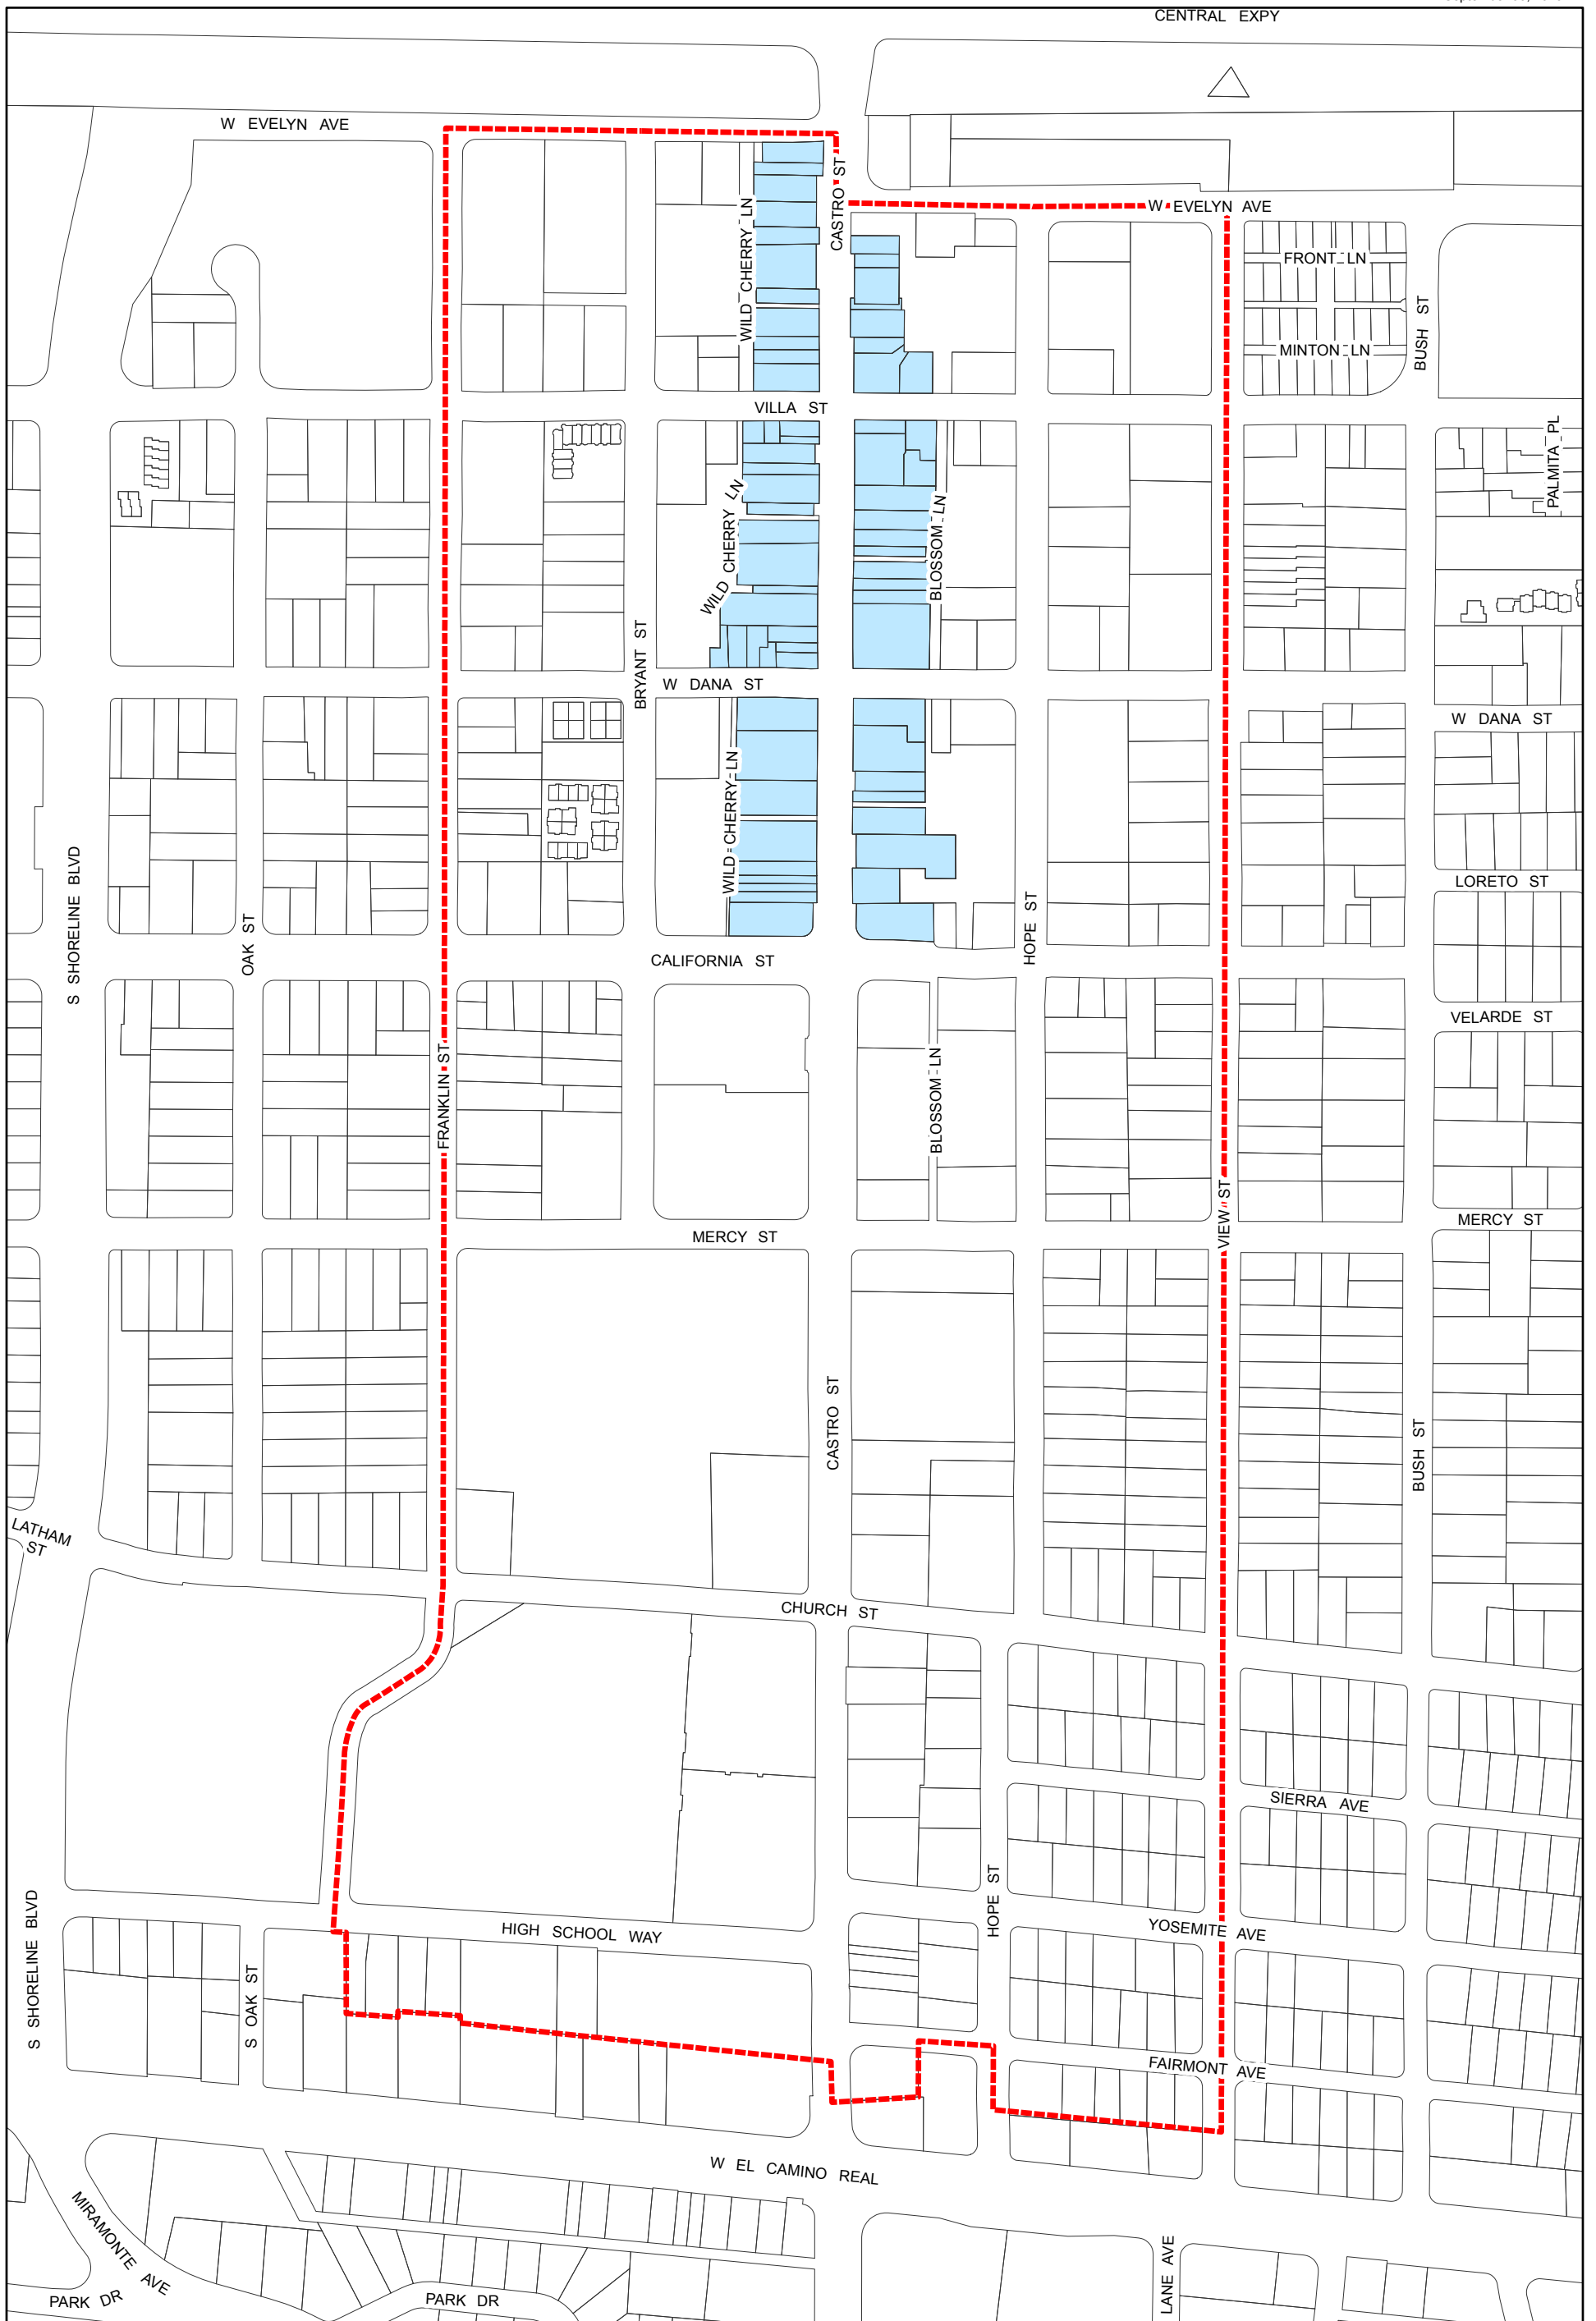 CENTRAL EXPY
W EVELYN AVE
CASTRO ST
WILD CHERRY LN
W EVELYN AVE
FRONT LN
MINTON LN
BUSH ST
VILLA ST
PALMITA PL
WILD CHERRY LN
BLOSSOM LN
BRYANT ST
W DANA ST
W DANA ST
WILD CHERRY LN
S SHORELINE BLVD
LORETO ST
OAK ST
HOPE ST
CALIFORNIA ST
VELARDE ST
FRANKLIN ST
BLOSSOM LN
VIEW ST
MERCY ST
MERCY ST
CASTRO ST
BUSH ST
LATHAM
ST
CHURCH ST
SIERRA AVE
S SHORELINE BLVD
HOPE ST
HIGH SCHOOL WAY
YOSEMITE AVE
S OAK ST
FAIRMONT AVE
W EL CAMINO REAL
MIRAMONTE AVE
LANE AVE
PARK DR
PARK DR